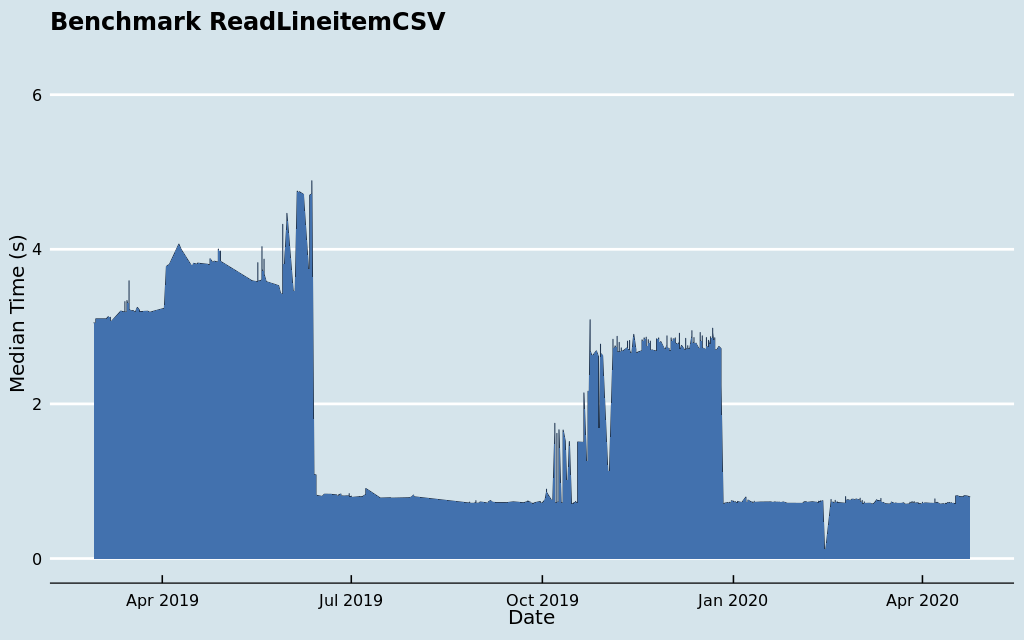 Benchmark ReadLineitemCSV
6
4
2
0
Median Time (s)
Apr 2019
Jul 2019
Oct 2019
Jan 2020
Apr 2020
Date